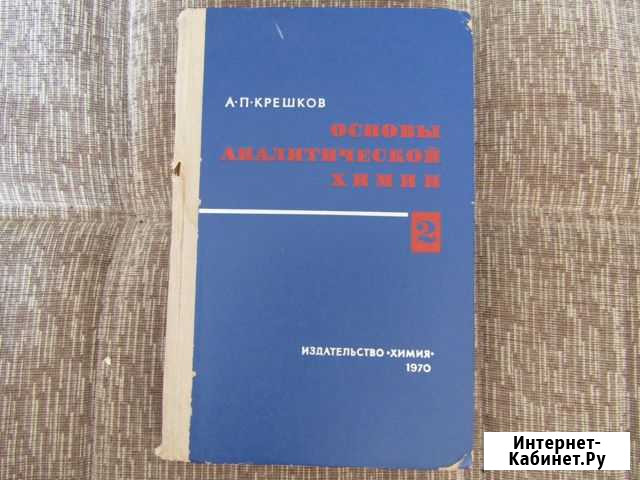 А·П·КРЕШКОВ
ОСНОВЫ
АНАЛИТИЧЕСКОЙ
ХИМИИ
2
ИЗДАТЕЛЬСТВО «ХИМИЯ»
1970
Интернет-
Кабинет.Ру